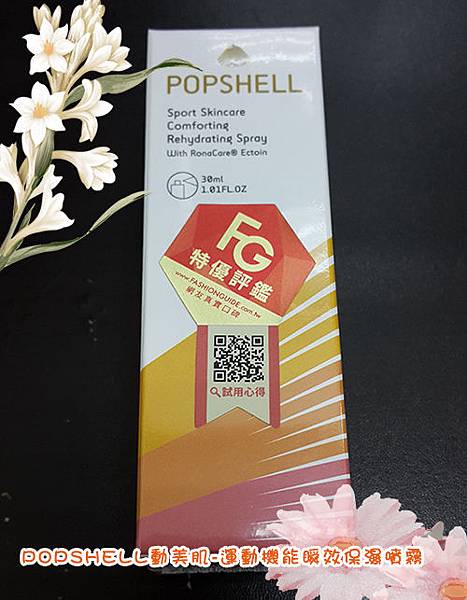 POPSHELL
Sport Skincare
Comforting
Rehydrating Spray
With RonaCare® Ectoin
30ml
1.01FL.OZ
FG
特優評鑑
www.FASHIONGUIDE.com.tw
網友真實口碑
試用心得
POPSHELL動美肌-運動機能瞬效保濕噴霧